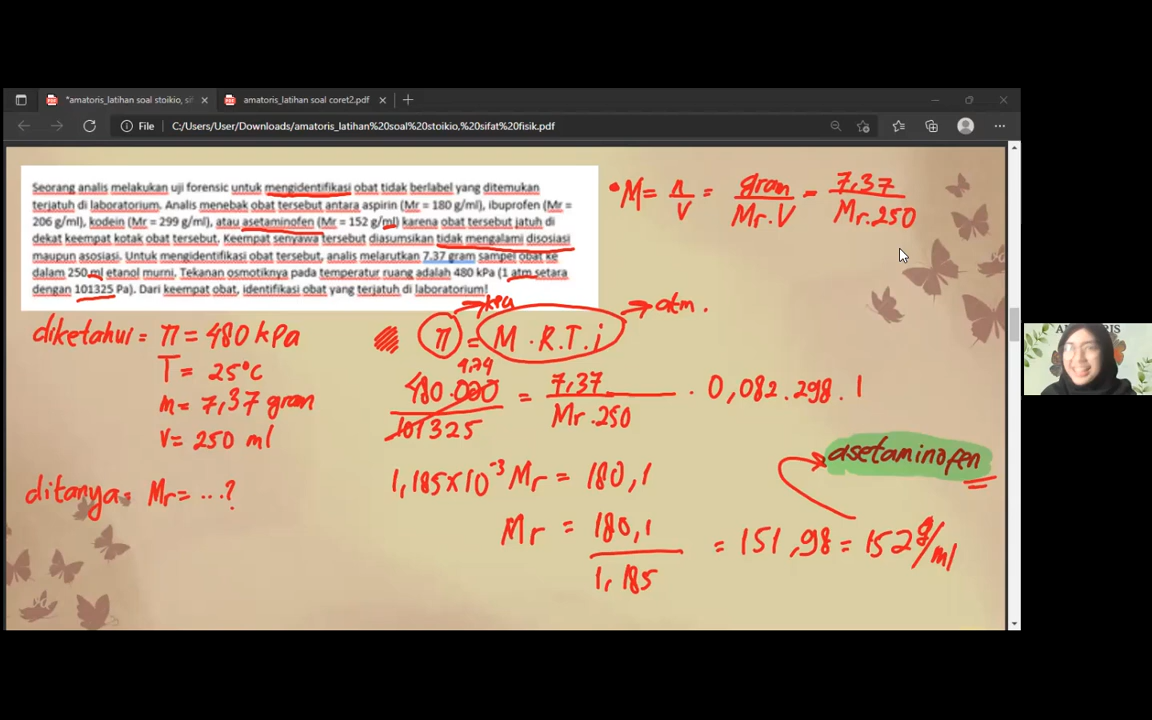 *amatoris_latihan soal stoikio, si
amatoris_latihan soal coret2.pdf
File
C:/Users/User/Downloads/amatoris_latihan%20soal%20stoikio,%20sifat%20fisik.pdf
Seorang analis melakukan uji forensic untuk mengidentifikasi obat tidak berlabel yang ditemukan
terjatuh di laboratorium. Analis menebak obat tersebut antara aspirin (Mr = 180 g/ml), ibuprofen (Mr =
206 g/ml), kodein (Mr = 299 g/ml), atau asetaminofen (Mr = 152 g/ml) karena obat tersebut jatuh di
dekat keempat kotak obat tersebut. Keempat senyawa tersebut diasumsikan tidak mengalami disosiasi
maupun asosiasi. Untuk mengidentifikasi obat tersebut, analis melarutkan 7.37 gram sampel obat ke
dalam 250 ml etanol murni. Tekanan osmotiknya pada temperatur ruang adalah 480 kPa (1 atm setara
dengan 101325 Pa). Dari keempat obat, identifikasi obat yang terjatuh di laboratorium!
• M = n/V = gram/Mr.V = 7,37/Mr.250
diketahui = π = 480 kPa
T = 25°C
m = 7,37 gram
v = 250 ml
ditanya = Mr = ...?
kpa
atm.
π = M . R.T. i
4,74
480.000/101325 = 7,37/Mr.250 . 0,082.298.1
1,185x10⁻³ Mr = 180,1
Mr = 180,1/1,185 = 151,98 = 152 g/ml
asetaminofen